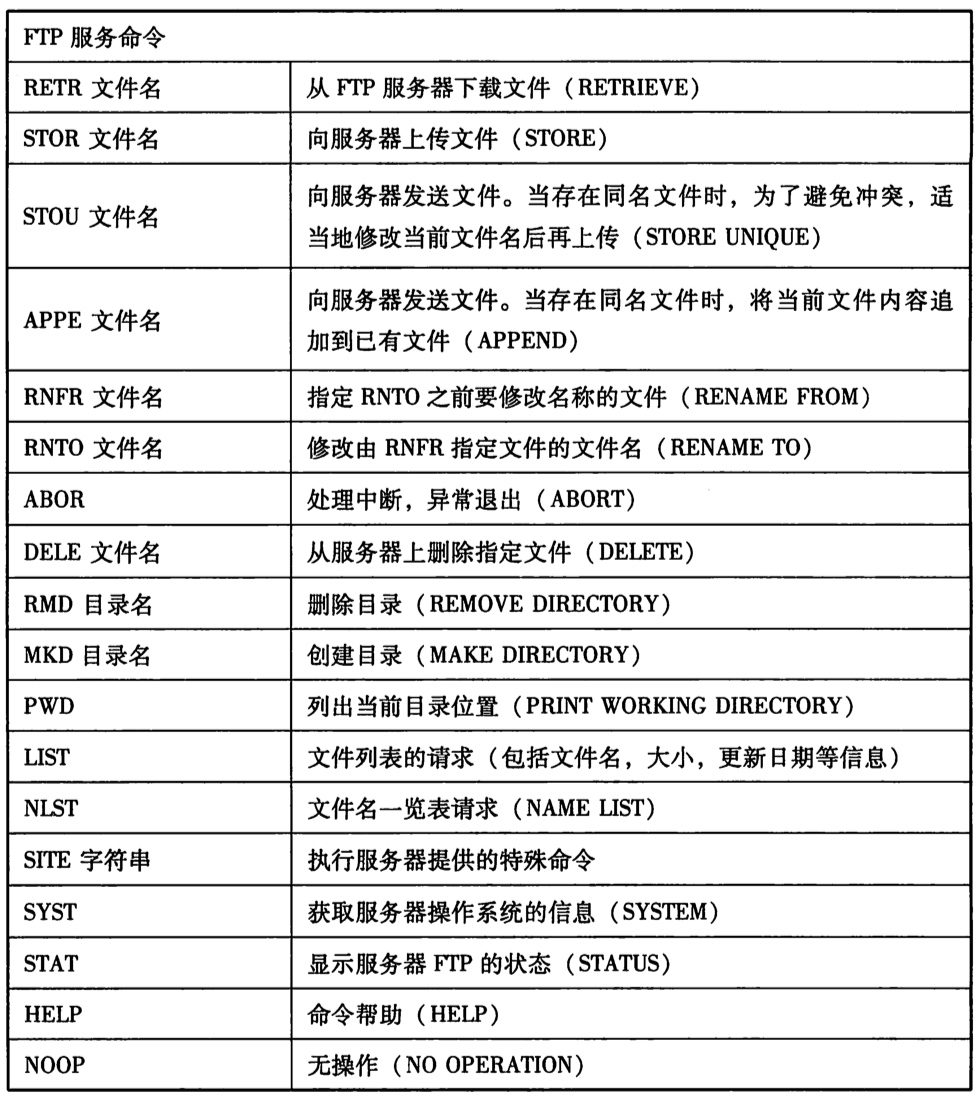 FTP 服务命令
RETR 文件名 从 FTP 服务器下载文件（RETRIEVE）
STOR 文件名 向服务器上传文件（STORE）
STOU 文件名 向服务器发送文件。当存在同名文件时，为了避免冲突，适
当地修改当前文件名后再上传（STORE UNIQUE）
APPE 文件名 向服务器发送文件。当存在同名文件时，将当前文件内容追
加到已有文件（APPEND）
RNFR 文件名 指定 RNTO 之前要修改名称的文件（RENAME FROM）
RNTO 文件名 修改由 RNFR 指定文件的文件名（RENAME TO）
ABOR 处理中断，异常退出（ABORT）
DELE 文件名 从服务器上删除指定文件（DELETE）
RMD 目录名 删除目录（REMOVE DIRECTORY）
MKD 目录名 创建目录（MAKE DIRECTORY）
PWD 列出当前目录位置（PRINT WORKING DIRECTORY）
LIST 文件列表的请求（包括文件名，大小，更新日期等信息）
NLST 文件名一览表请求（NAME LIST）
SITE 字符串 执行服务器提供的特殊命令
SYST 获取服务器操作系统的信息（SYSTEM）
STAT 显示服务器 FTP 的状态（STATUS）
HELP 命令帮助（HELP）
NOOP 无操作（NO OPERATION）